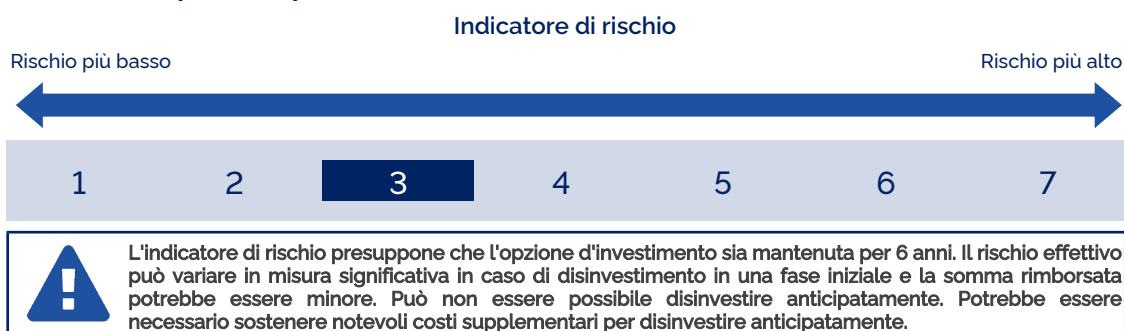 Indicatore di rischio
Rischio più basso
Rischio più alto
1 2 3 4 5 6 7
L'indicatore di rischio presuppone che l'opzione d'investimento sia mantenuta per 6 anni. Il rischio effettivo
può variare in misura significativa in caso di disinvestimento in una fase iniziale e la somma rimborsata
potrebbe essere minore. Può non essere possibile disinvestire anticipatamente. Potrebbe essere
necessario sostenere notevoli costi supplementari per disinvestire anticipatamente.